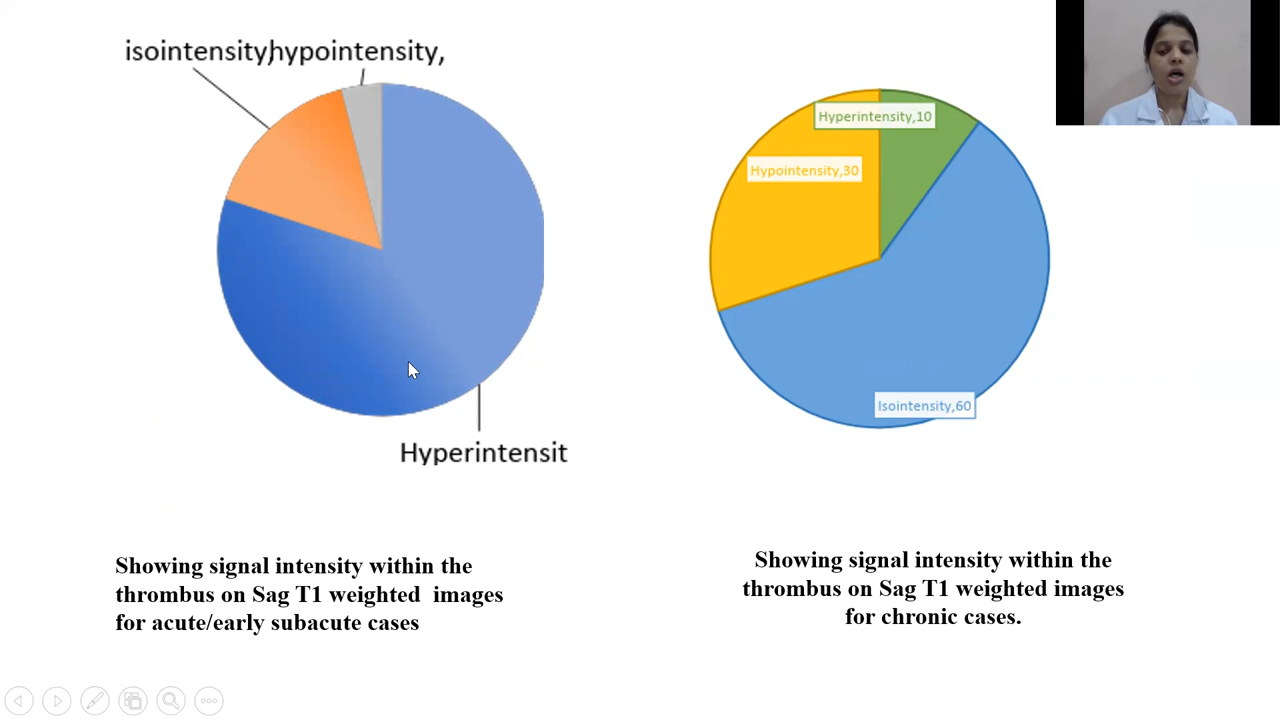 isointensity,
hypointensity,
Hyperintensit
Showing signal intensity within the
thrombus on Sag T1 weighted images
for acute/early subacute cases
Hyperintensity,10
Hypointensity,30
Isointensity,60
Showing signal intensity within the
thrombus on Sag T1 weighted images
for chronic cases.